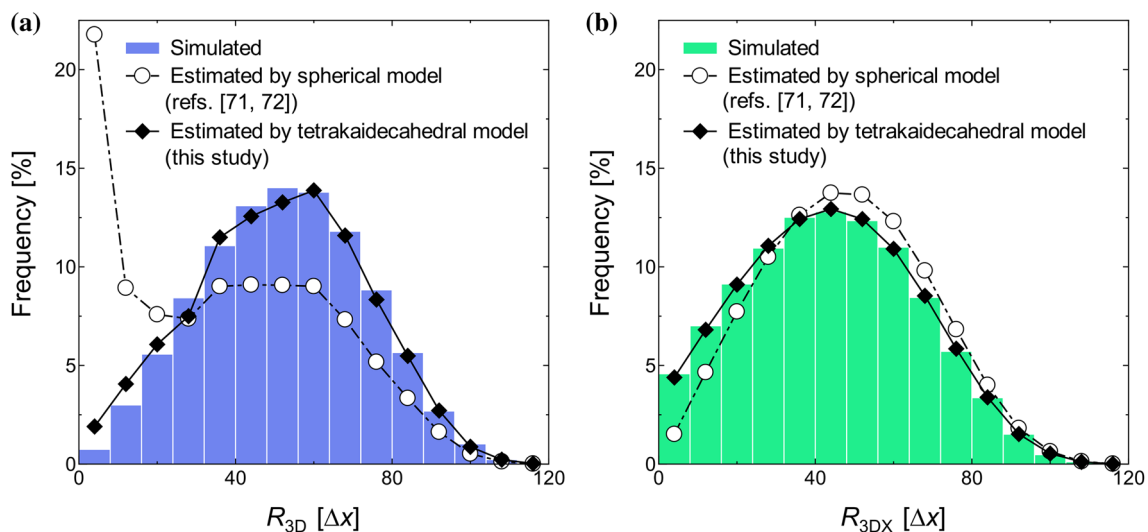 (a)
Simulated
Estimated by spherical model
(refs. [71, 72])
Estimated by tetrakaidecahedral model
(this study)
Frequency [%]
20
15
10
5
0
0 40 80 120
R3D [Δx]
(b)
Simulated
Estimated by spherical model
(refs. [71, 72])
Estimated by tetrakaidecahedral model
(this study)
Frequency [%]
20
15
10
5
0
0 40 80 120
R3DX [Δx]